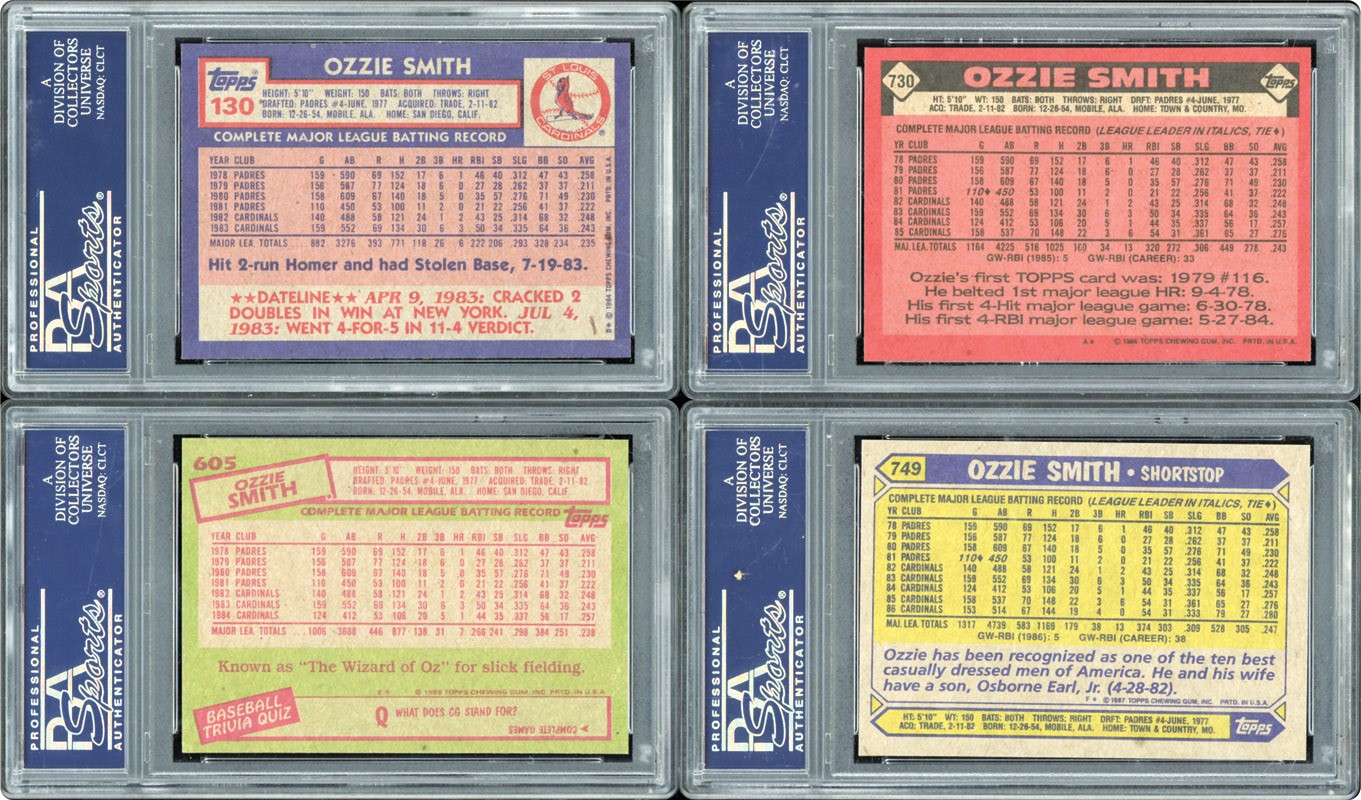 A
DIVISION OF
COLLECTORS
UNIVERSE
NASDAQ: CLCT
PSA
Sports®
PROFESSIONAL
AUTHENTICATOR
Topps®
130
OZZIE SMITH
HEIGHT: 5'10" WEIGHT: 150 BATS: BOTH THROWS: RIGHT
DRAFTED: PADRES #4-JUNE, 1977 ACQUIRED: TRADE, 2-11-82
BORN: 12-26-54, MOBILE, ALA. HOME: SAN DIEGO, CALIF.
ST. LOUIS
CARDINALS
®
COMPLETE MAJOR LEAGUE BATTING RECORD
YEAR CLUB G AB R H 2B 3B HR RBI SB SLG BB SO AVG
1978 PADRES 159 590 69 152 17 6 1 46 40 .312 47 43 .258
1979 PADRES 156 587 77 124 18 6 0 27 28 .262 37 37 .211
1980 PADRES 158 609 67 140 18 5 0 35 57 .276 71 49 .230
1981 PADRES 110 450 53 100 11 2 0 21 22 .256 41 37 .222
1982 CARDINALS 140 488 58 121 24 1 2 43 25 .314 68 32 .248
1983 CARDINALS 159 552 69 134 30 6 3 50 34 .335 64 36 .243
MAJOR LEA. TOTALS 882 3276 393 771 118 26 6 222 206 .293 328 234 .235
Hit 2-run Homer and had Stolen Base, 7-19-83.
★★DATELINE★★ APR 9, 1983: CRACKED 2
DOUBLES IN WIN AT NEW YORK. JUL 4,
1983: WENT 4-FOR-5 IN 11-4 VERDICT.
© 1984 TOPPS CHEWING GUM, INC. PRTD. IN U.S.A.
A
DIVISION OF
COLLECTORS
UNIVERSE
NASDAQ: CLCT
PSA
Sports®
PROFESSIONAL
AUTHENTICATOR
730
OZZIE SMITH
Topps
HT: 5'10" WT: 150 BATS: BOTH THROWS: RIGHT DRFT: PADRES #4-JUNE, 1977
ACQ: TRADE, 2-11-82 BORN: 12-26-54, MOBILE, ALA. HOME: TOWN & COUNTRY, MO.
COMPLETE MAJOR LEAGUE BATTING RECORD (LEAGUE LEADER IN ITALICS, TIE♦)
YR CLUB G AB R H 2B 3B HR RBI SB SLG BB SO AVG
78 PADRES 159 590 69 152 17 6 1 46 40 .312 47 43 .258
79 PADRES 156 587 77 124 18 6 0 27 28 .262 37 37 .211
80 PADRES 158 609 67 140 18 5 0 35 57 .276 71 49 .230
81 PADRES 110♦ 450 53 100 11 2 0 21 22 .256 41 37 .222
82 CARDINALS 140 488 58 121 24 1 2 43 25 .314 68 32 .248
83 CARDINALS 159 552 69 134 30 6 3 50 34 .335 64 36 .243
84 CARDINALS 124 412 53 106 20 5 1 44 35 .337 56 17 .257
85 CARDINALS 158 537 70 148 22 3 6 54 31 .361 65 27 .276
MAJ. LEA. TOTALS 1164 4225 516 1025 160 34 13 320 272 .306 449 278 .243
GW-RBI (1985): 5 GW-RBI (CAREER): 33
Ozzie's first TOPPS card was: 1979 #116.
He belted 1st major league HR: 9-4-78.
His first 4-Hit major league game: 6-30-78.
His first 4-RBI major league game: 5-27-84.
A★ © 1986 TOPPS CHEWING GUM, INC. PRTD. IN U.S.A.
A
DIVISION OF
COLLECTORS
UNIVERSE
NASDAQ: CLCT
PSA
Sports®
PROFESSIONAL
AUTHENTICATOR
605
OZZIE
SMITH
HEIGHT: 5'10" WEIGHT: 150 BATS: BOTH THROWS: RIGHT
DRAFTED: PADRES #4-JUNE, 1977 ACQUIRED: TRADE, 2-11-82
BORN: 12-26-54, MOBILE, ALA. HOME: SAN DIEGO, CALIF.
COMPLETE MAJOR LEAGUE BATTING RECORD
Topps
YEAR CLUB G AB R H 2B 3B HR RBI SB SLG BB SO AVG
1978 PADRES 159 590 69 152 17 6 1 46 40 .312 47 43 .258
1979 PADRES 156 587 77 124 18 6 0 27 28 .262 37 37 .211
1980 PADRES 158 609 67 140 18 5 0 35 57 .276 71 49 .230
1981 PADRES 110 450 53 100 11 2 0 21 22 .256 41 37 .222
1982 CARDINALS 140 488 58 121 24 1 2 43 25 .314 68 32 .248
1983 CARDINALS 159 552 69 134 30 6 3 50 34 .335 64 36 .243
1984 CARDINALS 124 412 53 106 20 5 1 44 35 .337 56 17 .257
MAJOR LEA. TOTALS ...1006 3688 446 877 138 31 7 266 241 .298 384 251 .238
Known as "The Wizard of Oz" for slick fielding.
© 1985 TOPPS CHEWING GUM, INC. PRTD. IN U.S.A.
BASEBALL
TRIVIA QUIZ
Q WHAT DOES CG STAND FOR?
COMPLETE GAMES
A
DIVISION OF
COLLECTORS
UNIVERSE
NASDAQ: CLCT
PSA
Sports®
PROFESSIONAL
AUTHENTICATOR
749
OZZIE SMITH • SHORTSTOP
COMPLETE MAJOR LEAGUE BATTING RECORD (LEAGUE LEADER IN ITALICS, TIE♦)
YR CLUB G AB R H 2B 3B HR RBI SB SLG BB SO AVG
78 PADRES 159 590 69 152 17 6 1 46 40 .312 47 43 .258
79 PADRES 156 587 77 124 18 6 0 27 28 .262 37 37 .211
80 PADRES 158 609 67 140 18 5 0 35 57 .276 71 49 .230
81 PADRES 110♦ 450 53 100 11 2 0 21 22 .256 41 37 .222
82 CARDINALS 140 488 58 121 24 1 2 43 25 .314 68 32 .248
83 CARDINALS 159 552 69 134 30 6 3 50 34 .335 64 36 .243
84 CARDINALS 124 412 53 106 20 5 1 44 35 .337 56 17 .257
85 CARDINALS 158 537 70 148 22 3 6 54 31 .361 65 27 .276
86 CARDINALS 153 514 67 144 19 4 0 54 31 .333 79 27 .280
MAJ. LEA. TOTALS 1317 4739 583 1169 179 38 13 374 303 .309 528 305 .247
GW-RBI (1986): 5 GW-RBI (CAREER): 38
Ozzie has been recognized as one of the ten best
casually dressed men of America. He and his wife
have a son, Osborne Earl, Jr. (4-28-82).
F★ © 1987 TOPPS CHEWING GUM, INC. PRTD. IN U.S.A.
HT: 5'10" WT: 150 BATS: BOTH THROWS: RIGHT DRFT: PADRES #4-JUNE, 1977
ACQ: TRADE, 2-11-82 BORN: 12-26-54, MOBILE, ALA. HOME: TOWN & COUNTRY, MO.
Topps